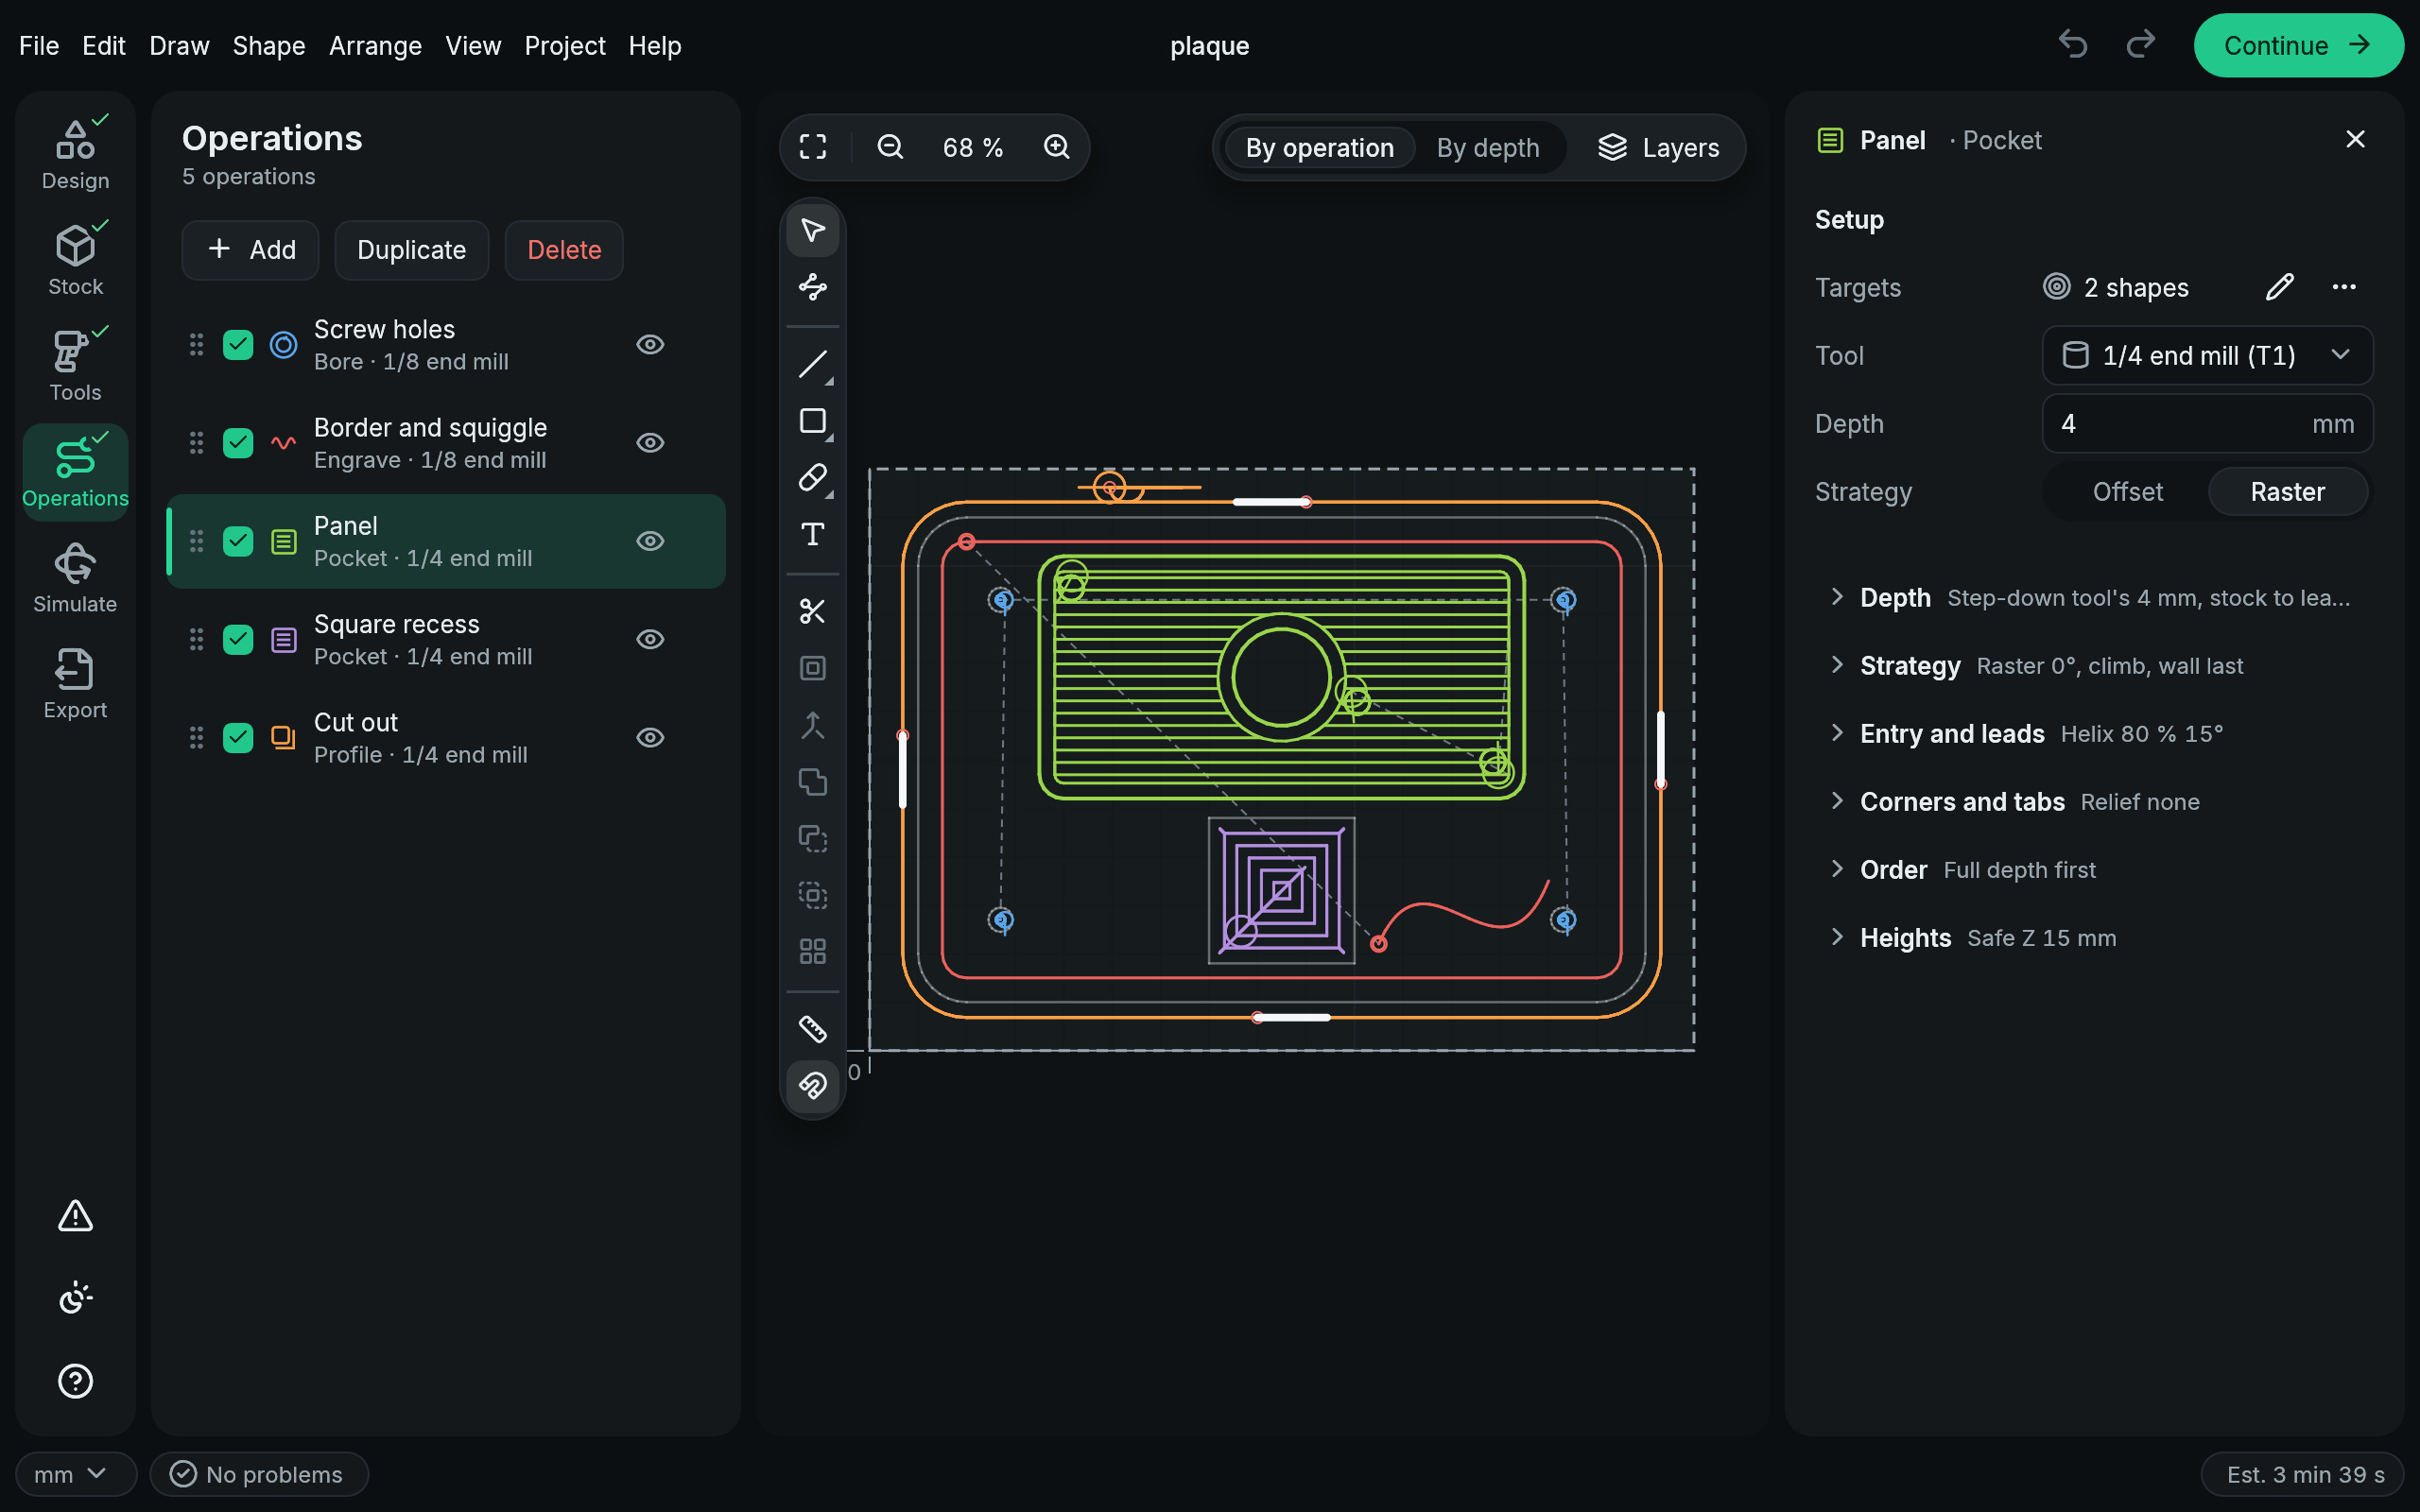 File Edit Draw Shape Arrange View Project Help
plaque
Continue
Design
Stock
Tools
Operations
Simulate
Export
Operations
5 operations
Add
Duplicate
Delete
Screw holes
Bore · 1/8 end mill
Border and squiggle
Engrave · 1/8 end mill
Panel
Pocket · 1/4 end mill
Square recess
Pocket · 1/4 end mill
Cut out
Profile · 1/4 end mill
68 %
By operation
By depth
Layers
0
Panel · Pocket
Setup
Targets 2 shapes
Tool 1/4 end mill (T1)
Depth 4 mm
Strategy Offset Raster
Depth Step-down tool's 4 mm, stock to lea...
Strategy Raster 0°, climb, wall last
Entry and leads Helix 80 % 15°
Corners and tabs Relief none
Order Full depth first
Heights Safe Z 15 mm
mm
No problems
Est. 3 min 39 s